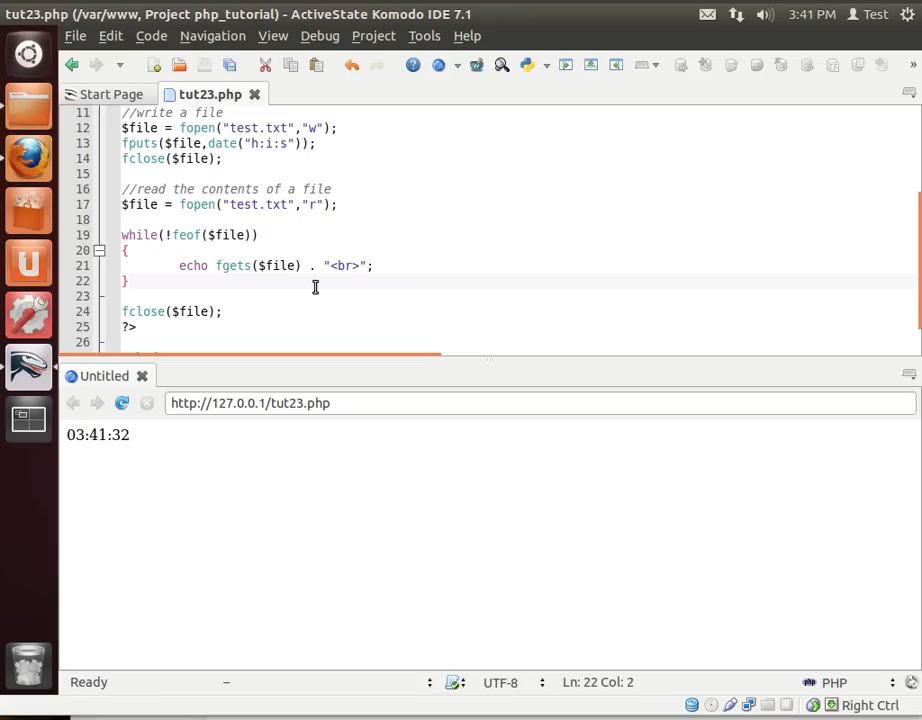 tut23.php (/var/www, Project php_tutorial) - ActiveState Komodo IDE 7.1
3:41 PM
Test
File Edit Code Navigation View Debug Project Tools Help
Start Page
tut23.php
11 //write a file
12 $file = fopen("test.txt","w");
13 fputs($file,date("h:i:s"));
14 fclose($file);
15
16 //read the contents of a file
17 $file = fopen("test.txt","r");
18
19 while(!feof($file))
20 {
21 echo fgets($file) . "<br>";
22 }
23
24 fclose($file);
25 ?>
26
Untitled
http://127.0.0.1/tut23.php
03:41:32
Ready
UTF-8
Ln: 22 Col: 2
PHP
Right Ctrl